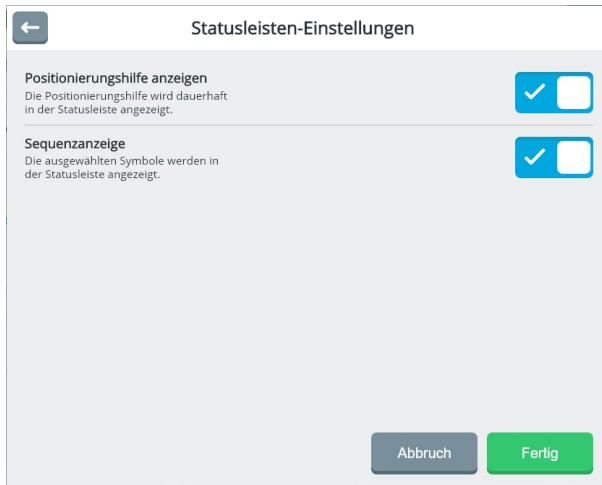 Statusleisten-Einstellungen
Positionierungshilfe anzeigen
Die Positionierungshilfe wird dauerhaft
in der Statusleiste angezeigt.
Sequenzanzeige
Die ausgewählten Symbole werden in
der Statusleiste angezeigt.
Abbruch
Fertig